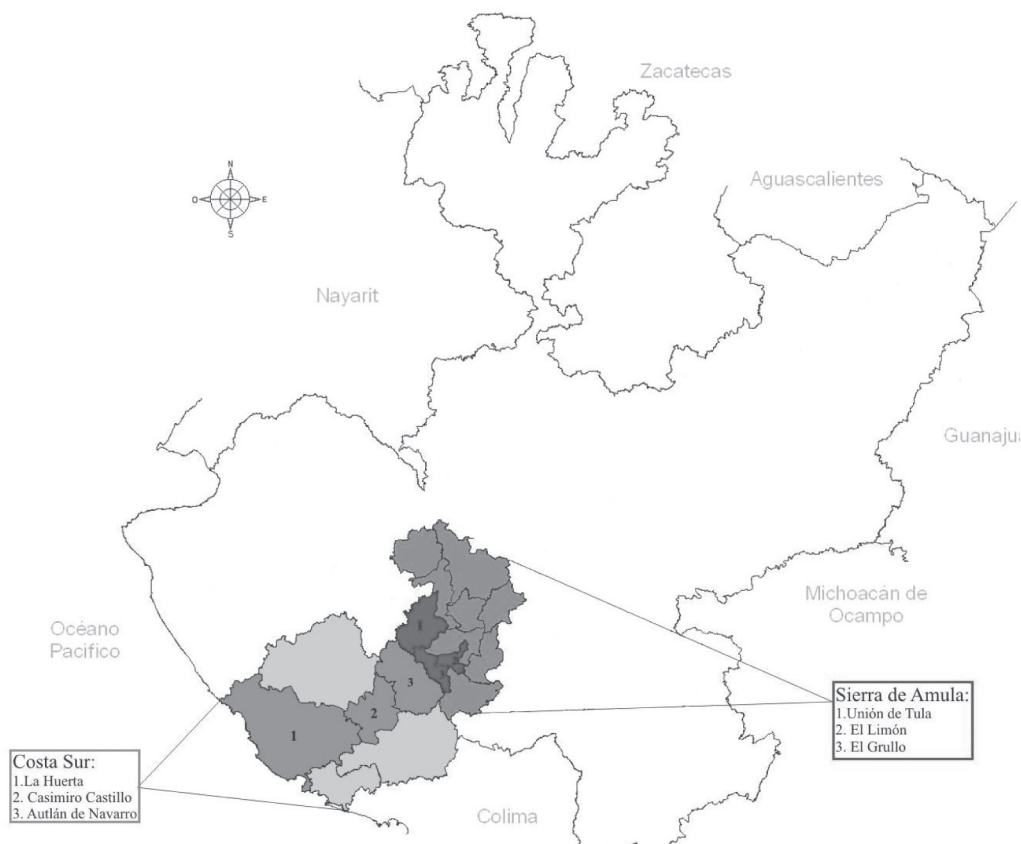 Zacatecas
Aguascalientes
N
O
E
S
Nayarit
Guanaju
Michoacán de
Ocampo
Océano
Pacifico
1
3
2
1
Sierra de Amula:
1.Unión de Tula
2. El Limón
3. El Grullo
Costa Sur:
1.La Huerta
2. Casimiro Castillo
3. Autlán de Navarro
Colima